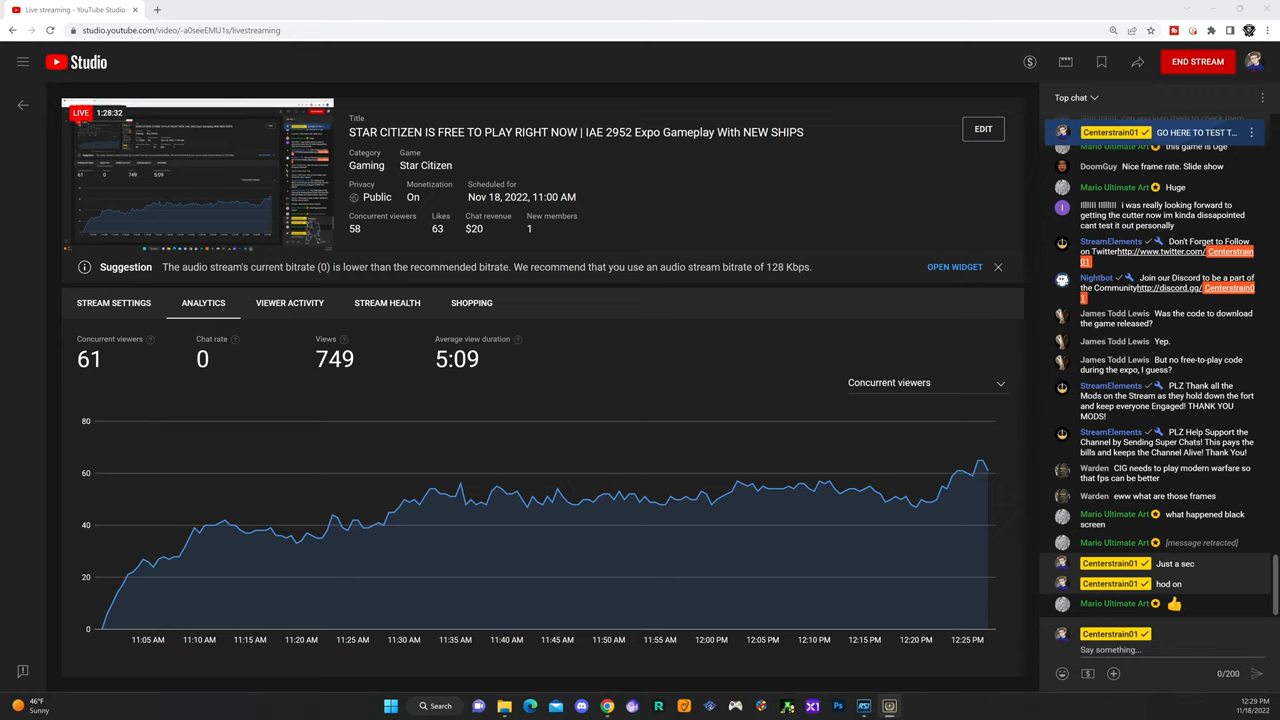 Live streaming - YouTube Studio
studio.youtube.com/video/-a0seeEMU1s/livestreaming
Studio
END STREAM
LIVE 1:28:32
Title
STAR CITIZEN IS FREE TO PLAY RIGHT NOW | IAE 2952 Expo Gameplay With NEW SHIPS
EDIT
Category Game
Gaming Star Citizen
Privacy Monetization Scheduled for
Public On Nov 18, 2022, 11:00 AM
Concurrent viewers Likes Chat revenue New members
58 63 $20 1
Suggestion The audio stream's current bitrate (0) is lower than the recommended bitrate. We recommend that you use an audio stream bitrate of 128 Kbps.
OPEN WIDGET
STREAM SETTINGS ANALYTICS VIEWER ACTIVITY STREAM HEALTH SHOPPING
Concurrent viewers Chat rate Views Average view duration
61 0 749 5:09
Concurrent viewers
80
60
40
20
0
11:05 AM 11:10 AM 11:15 AM 11:20 AM 11:25 AM 11:30 AM 11:35 AM 11:40 AM 11:45 AM 11:50 AM 11:55 AM 12:00 PM 12:05 PM 12:10 PM 12:15 PM 12:20 PM 12:25 PM
Top chat
Centerstrain01 GO HERE TO TEST T...
Mario Ultimate Art this game is Uge
DoomGuy Nice frame rate. Slide show
Mario Ultimate Art Huge
IIIIIII IIIIIIII i was really looking forward to
getting the cutter now im kinda dissapointed
cant test it out personally
StreamElements Don't Forget to Follow
on Twitterhttp://www.twitter.com/ Centerstrain
01
Nightbot Join our Discord to be a part of
the Communityhttp://discord.gg/ Centerstrain0
1
James Todd Lewis Was the code to download
the game released?
James Todd Lewis Yep.
James Todd Lewis But no free-to-play code
during the expo, I guess?
StreamElements PLZ Thank all the
Mods on the Stream as they hold down the fort
and keep everyone Engaged! THANK YOU
MODS!
StreamElements PLZ Help Support the
Channel by Sending Super Chats! This pays the
bills and keeps the Channel Alive! Thank You!
Warden CIG needs to play modern warfare so
that fps can be better
Warden eww what are those frames
Mario Ultimate Art what happened black
screen
Mario Ultimate Art [message retracted]
Centerstrain01 Just a sec
Centerstrain01 hod on
Mario Ultimate Art 👍
Centerstrain01
Say something...
0/200
46°F
Sunny
Search
12:29 PM
11/18/2022